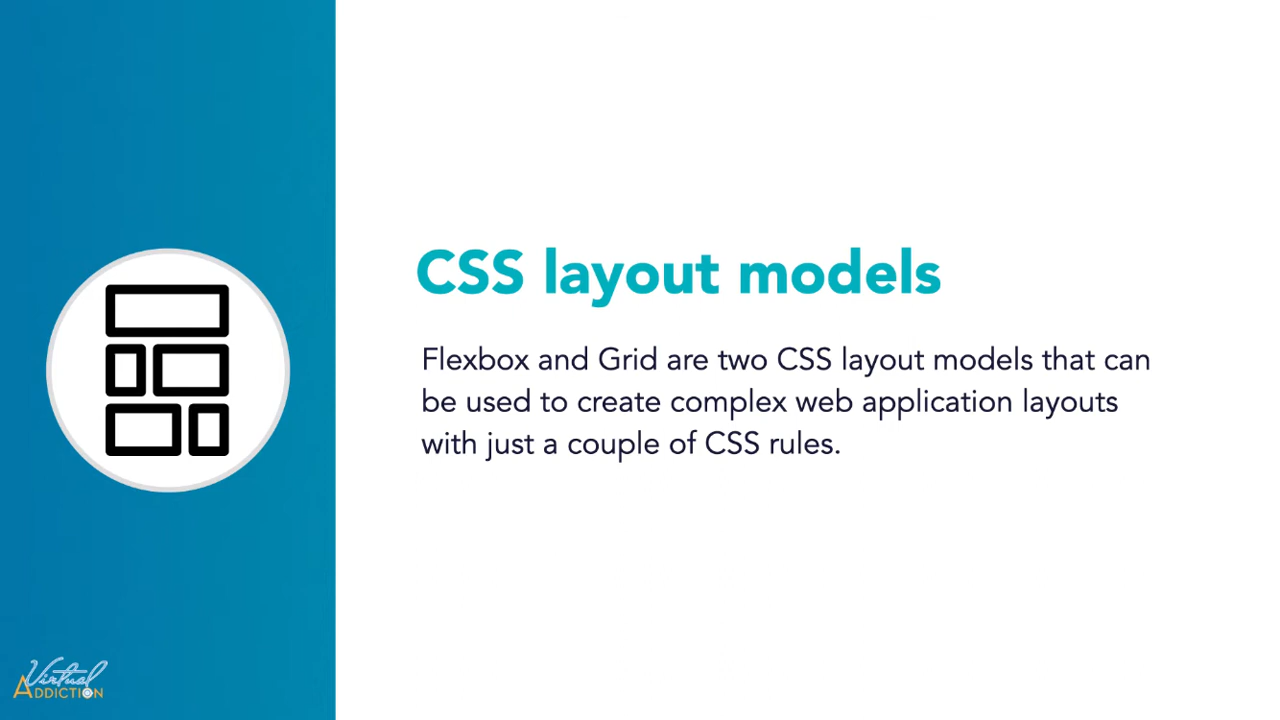 CSS layout models
Flexbox and Grid are two CSS layout models that can
be used to create complex web application layouts
with just a couple of CSS rules.
Virtual
ADDICTION